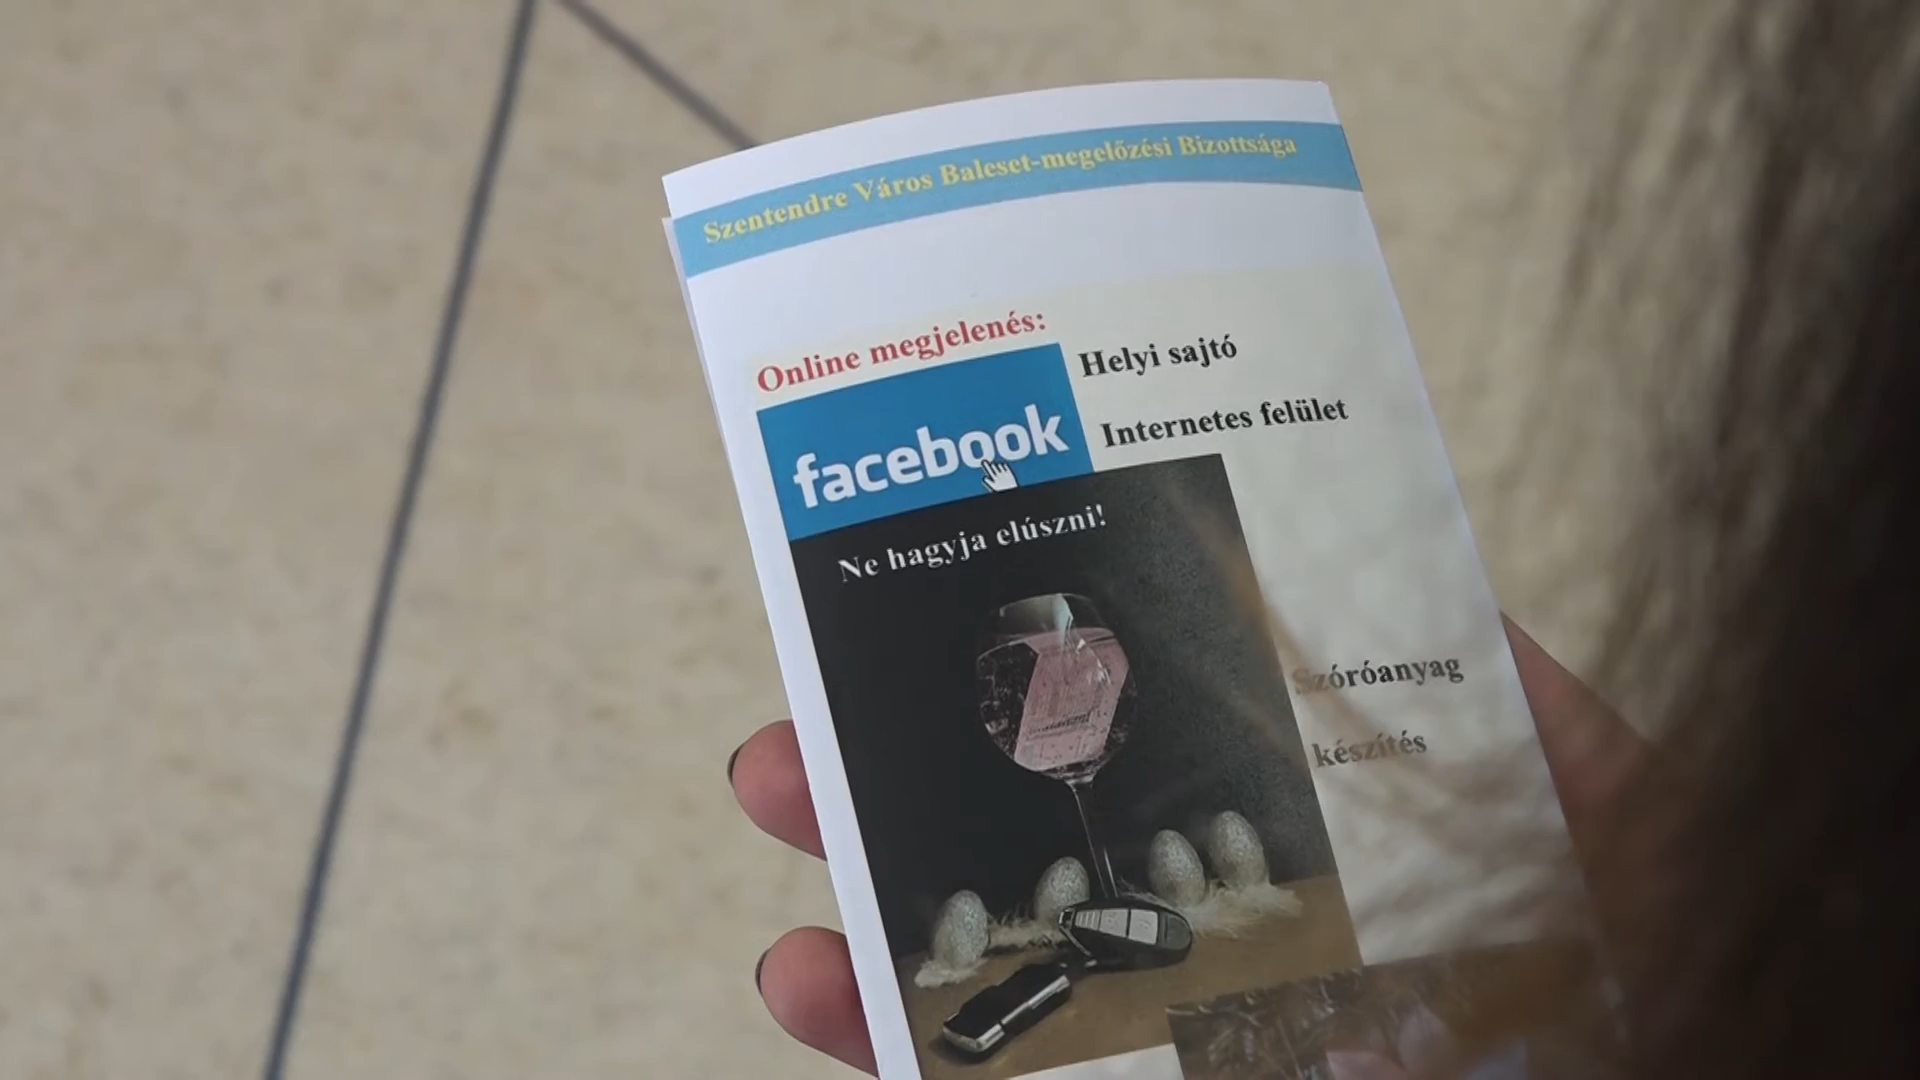 Szentendre Város Baleset-megelőzési Bizottsága
Online megjelenés:
Helyi sajtó
facebook
Internetes felület
Ne hagyja elúszni!
Szóróanyag
készítés